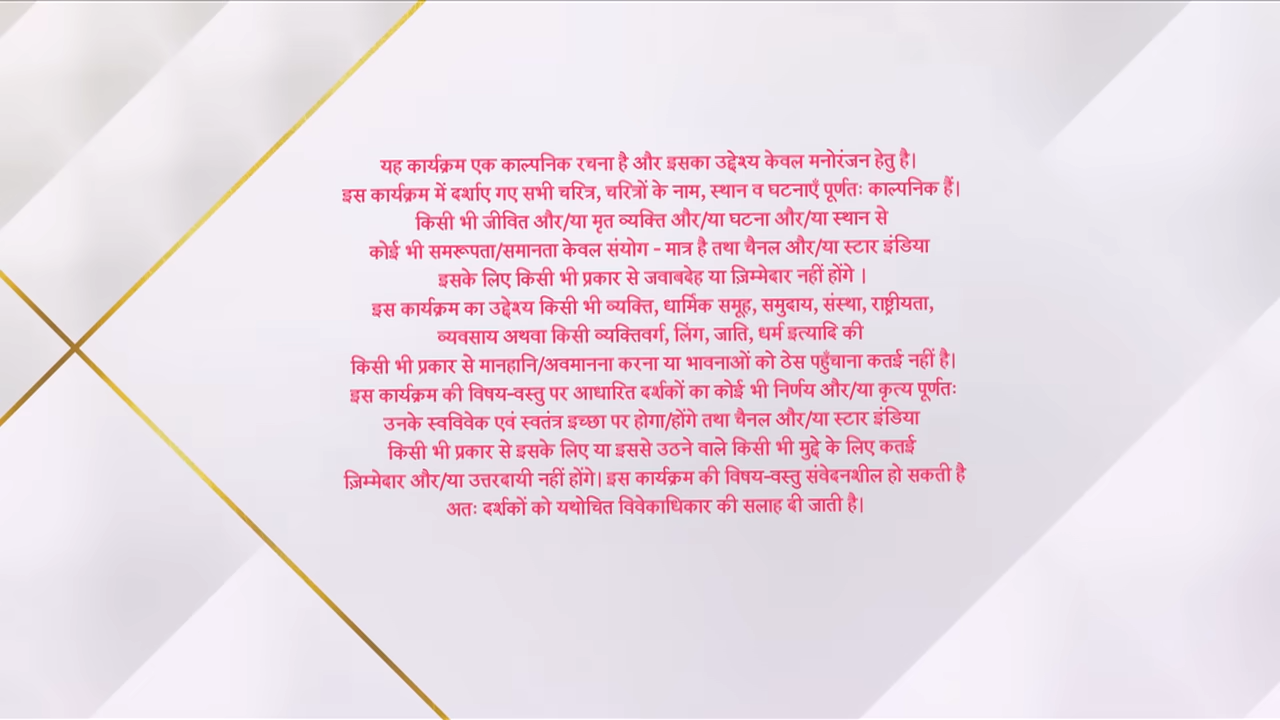 यह कार्यक्रम एक काल्पनिक रचना है और इसका उद्देश्य केवल मनोरंजन हेतु है।
इस कार्यक्रम में दर्शाए गए सभी चरित्र, चरित्रों के नाम, स्थान व घटनाएँ पूर्णतः काल्पनिक हैं।
किसी भी जीवित और/या मृत व्यक्ति और/या घटना और/या स्थान से
कोई भी समरूपता/समानता केवल संयोग - मात्र है तथा चैनल और/या स्टार इंडिया
इसके लिए किसी भी प्रकार से जवाबदेह या ज़िम्मेदार नहीं होंगे ।
इस कार्यक्रम का उद्देश्य किसी भी व्यक्ति, धार्मिक समूह, समुदाय, संस्था, राष्ट्रीयता,
व्यवसाय अथवा किसी व्यक्तिवर्ग, लिंग, जाति, धर्म इत्यादि की
किसी भी प्रकार से मानहानि/अवमानना करना या भावनाओं को ठेस पहुँचाना कतई नहीं है।
इस कार्यक्रम की विषय-वस्तु पर आधारित दर्शकों का कोई भी निर्णय और/या कृत्य पूर्णतः
उनके स्वविवेक एवं स्वतंत्र इच्छा पर होगा/होंगे तथा चैनल और/या स्टार इंडिया
किसी भी प्रकार से इसके लिए या इससे उठने वाले किसी भी मुद्दे के लिए कतई
ज़िम्मेदार और/या उत्तरदायी नहीं होंगे। इस कार्यक्रम की विषय-वस्तु संवेदनशील हो सकती है
अतः दर्शकों को यथोचित विवेकाधिकार की सलाह दी जाती है।